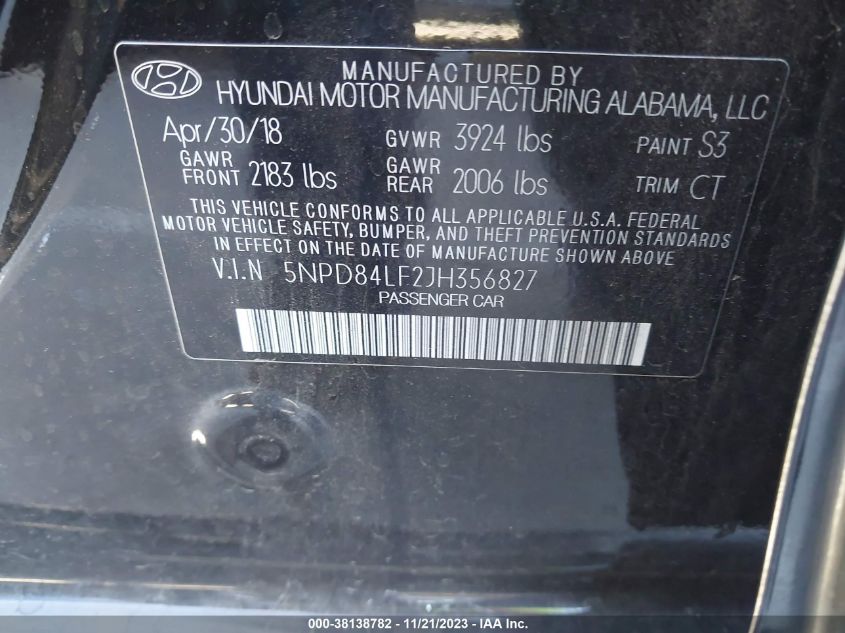 MANUFACTURED BY
HYUNDAI MOTOR MANUFACTURING ALABAMA, LLC
Apr/30/18 GVWR 3924 lbs PAINT S3
GAWR FRONT 2183 lbs GAWR REAR 2006 lbs TRIM CT
THIS VEHICLE CONFORMS TO ALL APPLICABLE U.S.A. FEDERAL
MOTOR VEHICLE SAFETY, BUMPER, AND THEFT PREVENTION STANDARDS
IN EFFECT ON THE DATE OF MANUFACTURE SHOWN ABOVE.
V.I.N 5NPD84LF2JH356827
PASSENGER CAR
000-38138782 - 11/21/2023 - IAA Inc.